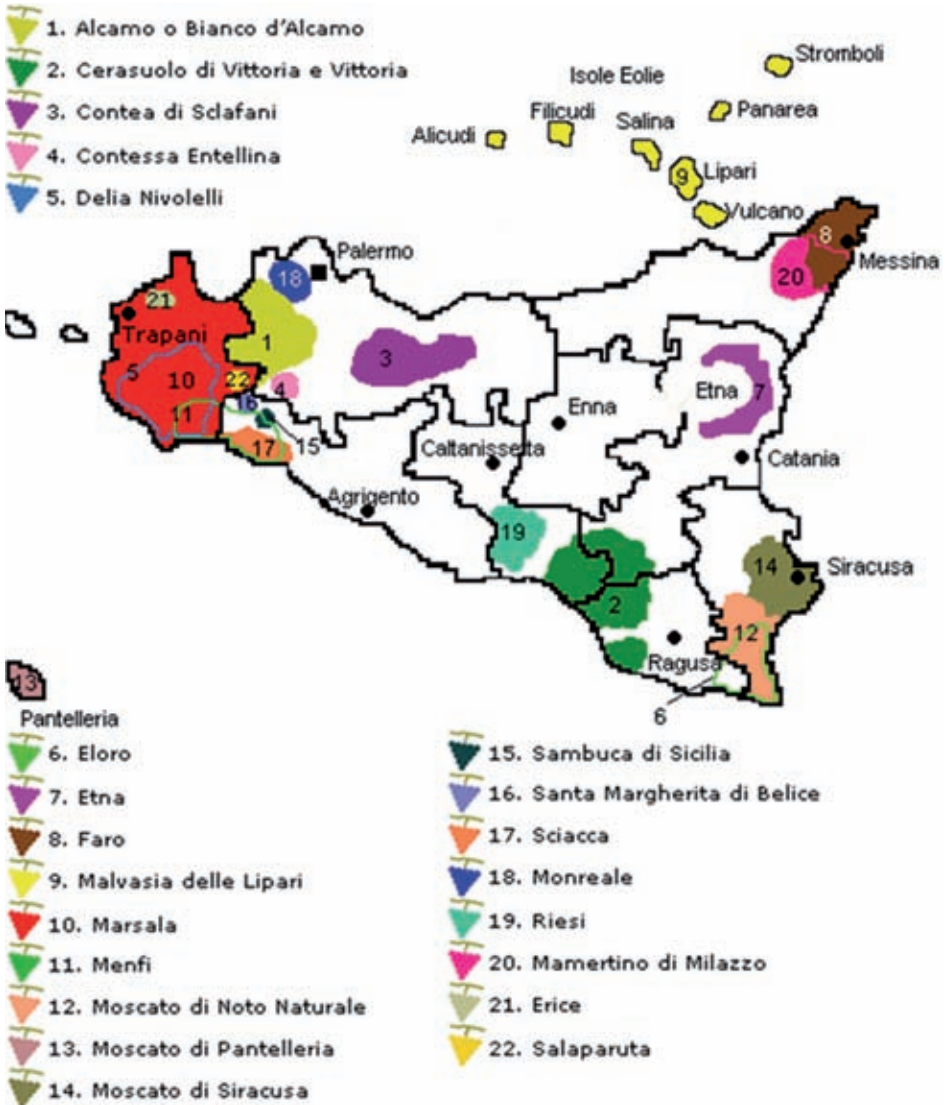 1. Alcamo o Bianco d'Alcamo
2. Cerasuolo di Vittoria e Vittoria
3. Contea di Sclafani
4. Contessa Entellina
5. Delia Nivolelli
Stromboli
Isole Eolie
Filicudi
Panarea
Alicudi
Salina
9
Lipari
Vulcano
8
Palermo
Messina
18
20
21
Trapani
1
3
5
10
22
4
Etna
7
16
Enna
11
17
15
Caltanissetta
Catania
Agrigento
19
14
Siracusa
2
12
Ragusa
13
6
Pantelleria
6. Eloro
7. Etna
8. Faro
9. Malvasia delle Lipari
10. Marsala
11. Menfi
12. Moscato di Noto Naturale
13. Moscato di Pantelleria
14. Moscato di Siracusa
15. Sambuca di Sicilia
16. Santa Margherita di Belice
17. Sciacca
18. Monreale
19. Riesi
20. Mamertino di Milazzo
21. Erice
22. Salaparuta